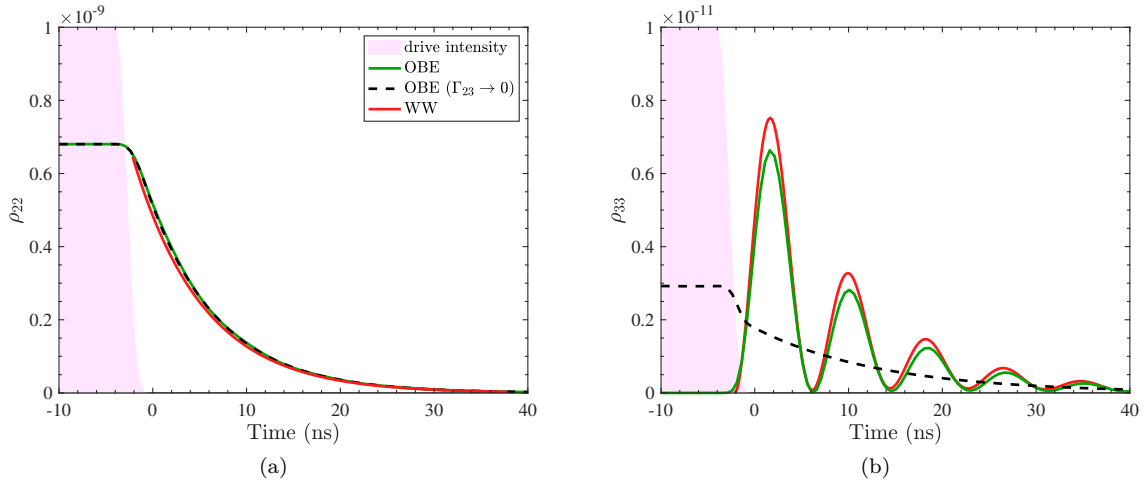 ×10⁻⁹
1
0.8
0.6
0.4
0.2
0
ρ₂₂
-10 0 10 20 30 40
Time (ns)
drive intensity
OBE
OBE (Γ₂₃ → 0)
WW
(a)
×10⁻¹¹
1
0.8
0.6
0.4
0.2
0
ρ₃₃
-10 0 10 20 30 40
Time (ns)
(b)